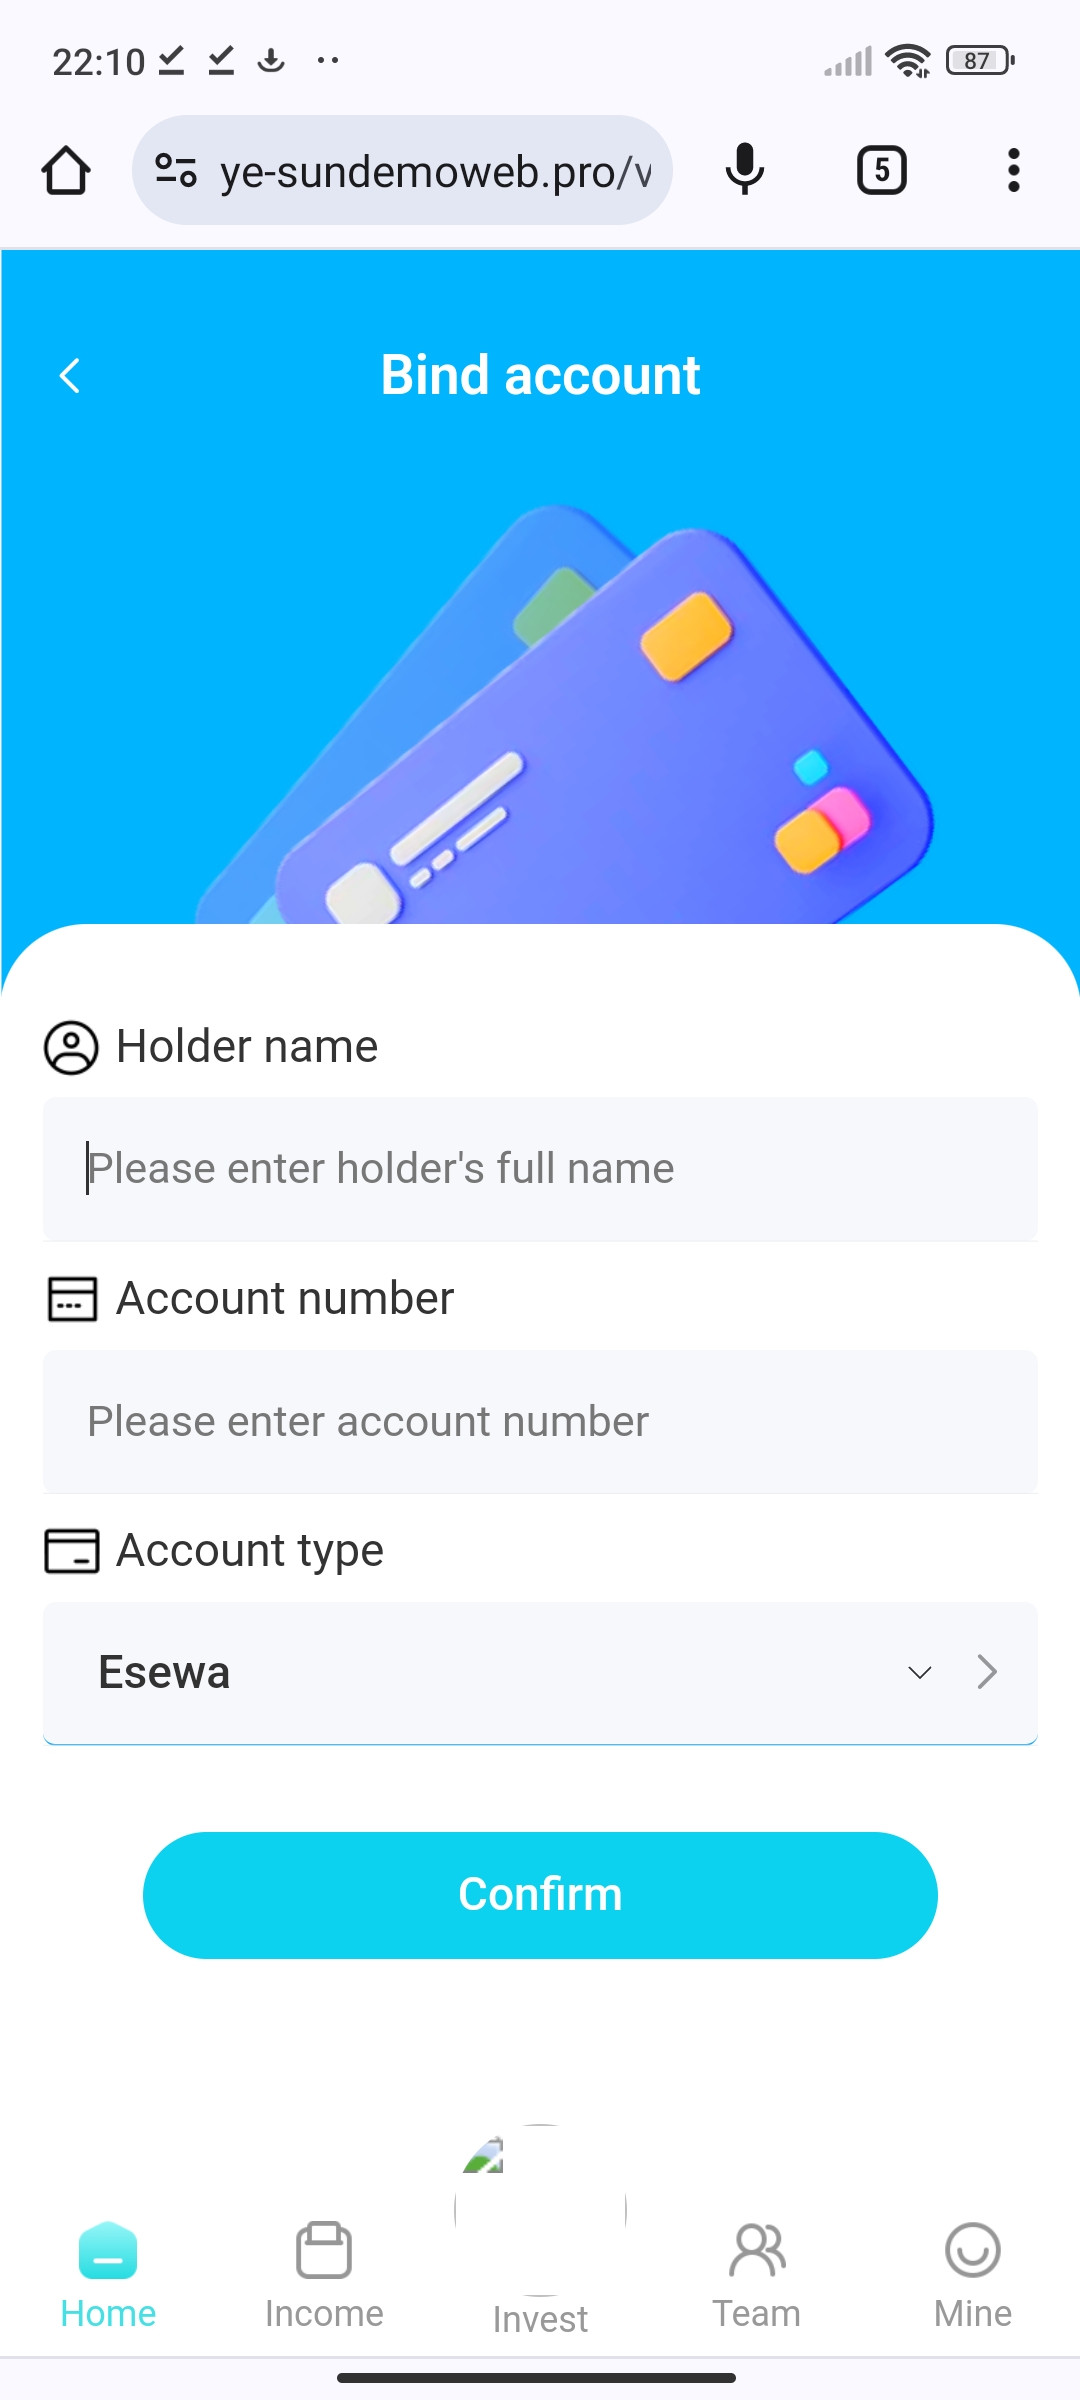 22:10
87
ye-sundemoweb.pro/v
5
Bind account
Holder name
Please enter holder's full name
Account number
Please enter account number
Account type
Esewa
Confirm
Home
Income
Invest
Team
Mine